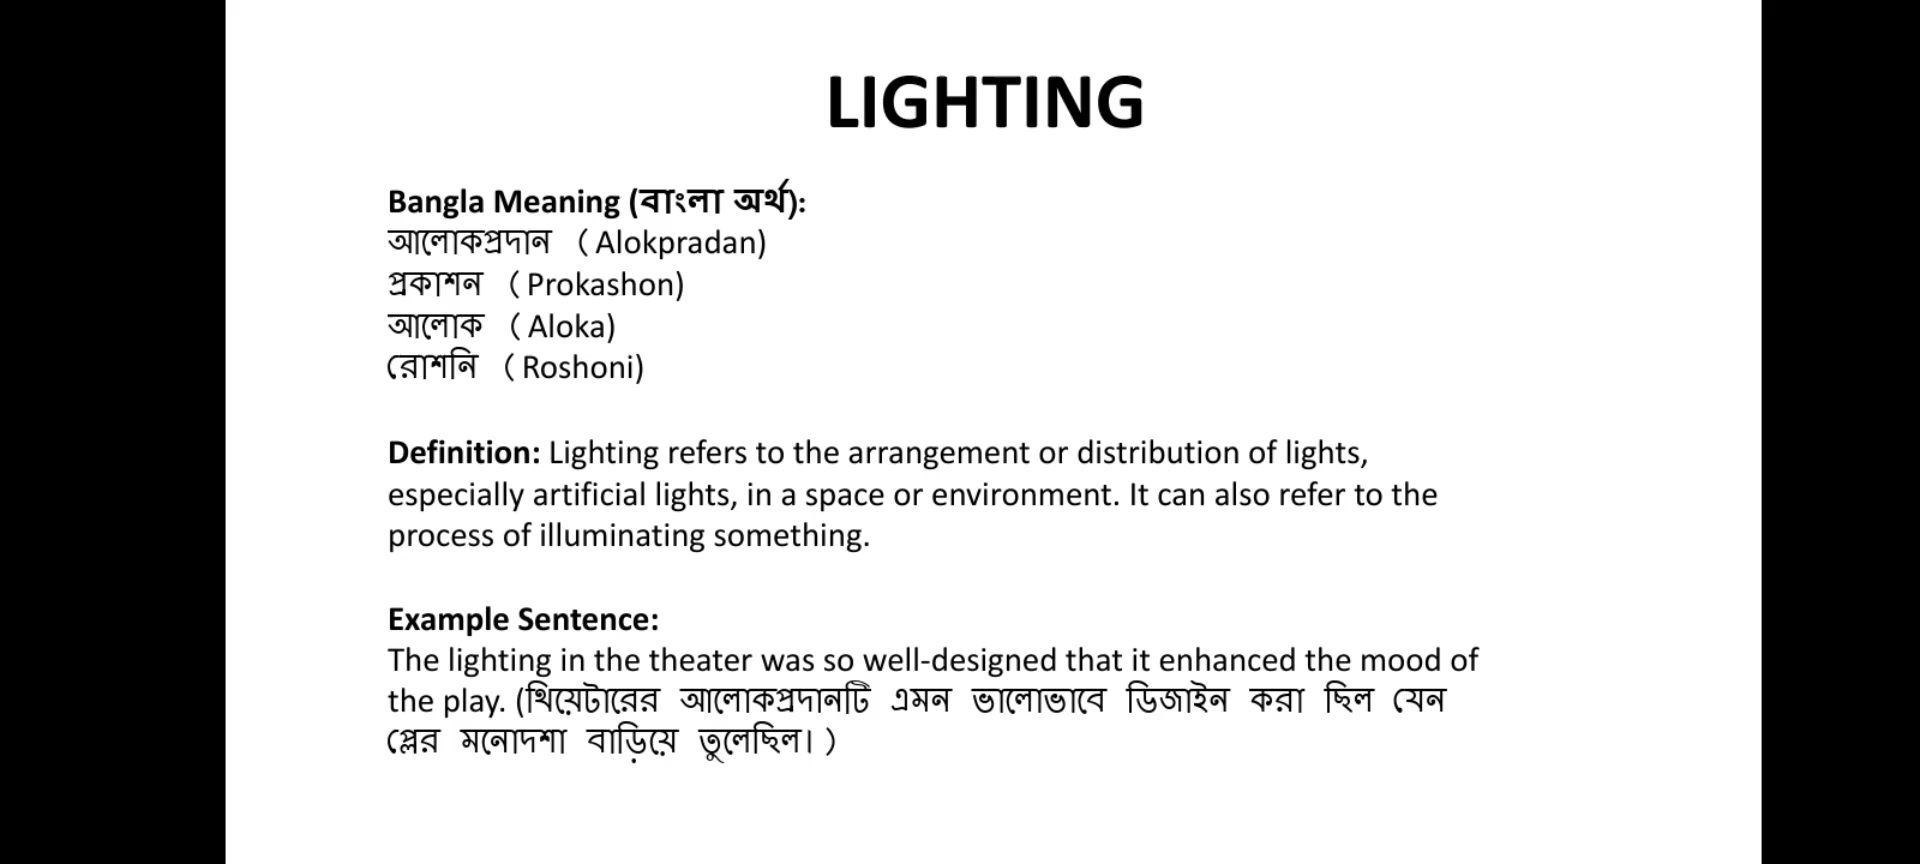 LIGHTING
Bangla Meaning (বাংলা অর্থ):
আলোকপ্রদান (Alokpradan)
প্রকাশন (Prokashon)
আলোক (Aloka)
রোশনি (Roshoni)
Definition: Lighting refers to the arrangement or distribution of lights,
especially artificial lights, in a space or environment. It can also refer to the
process of illuminating something.
Example Sentence:
The lighting in the theater was so well-designed that it enhanced the mood of
the play. (থিয়েটারের আলোকপ্রদানটি এমন ভালোভাবে ডিজাইন করা ছিল যেন
প্লের মনোদশা বাড়িয়ে তুলেছিল। )